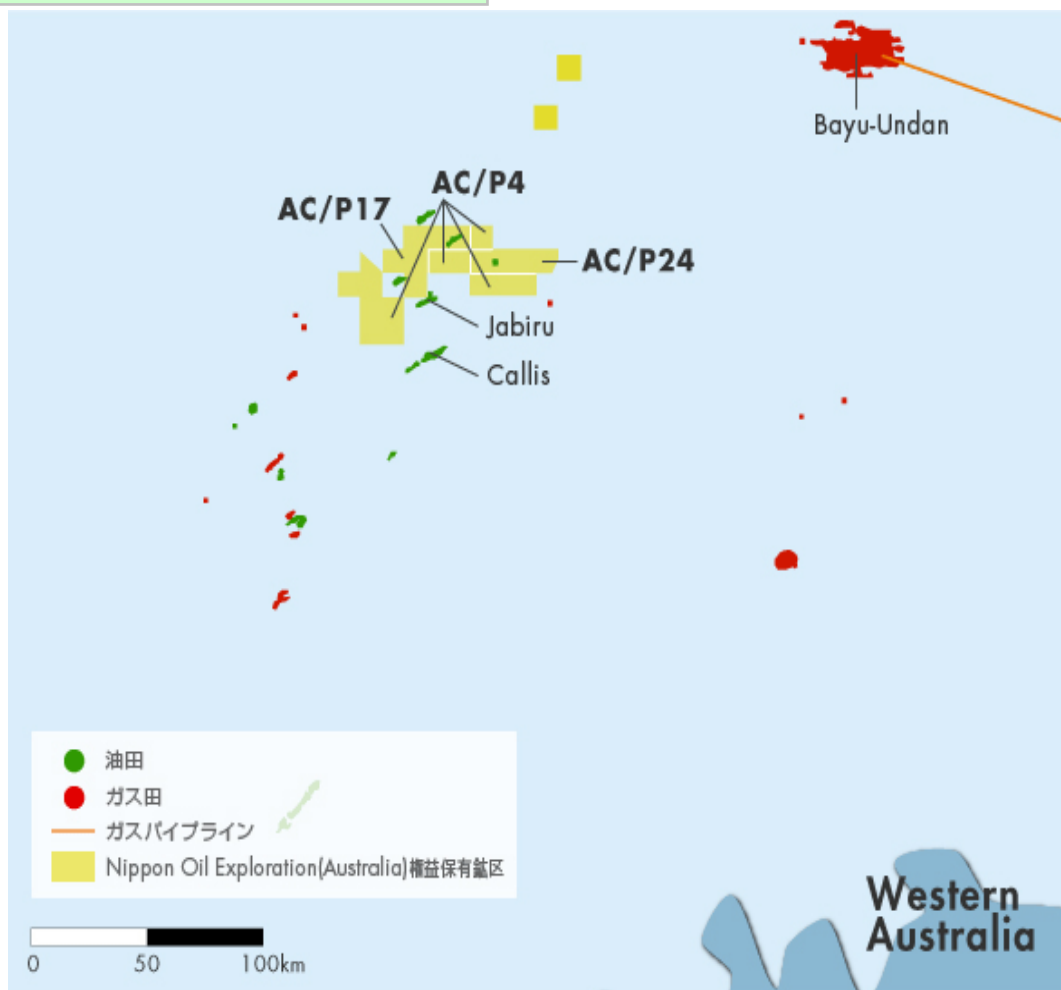 Bayu-Undan
AC/P4
AC/P17
AC/P24
Jabiru
Callis
油田
ガス田
ガスパイプライン
Nippon Oil Exploration(Australia)権益保有鉱区
Western
Australia
0 50 100km